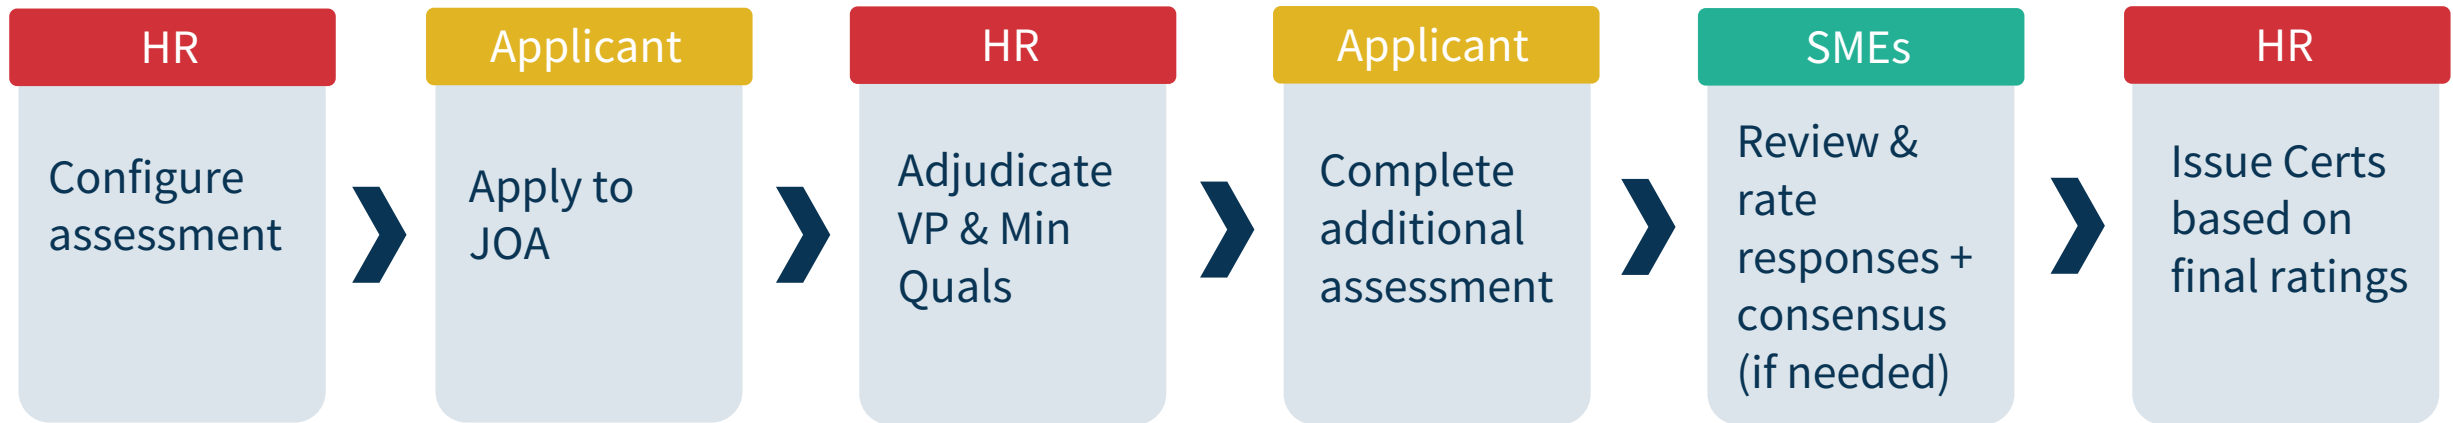 HR
Configure
assessment
Applicant
Apply to
JOA
HR
Adjudicate
VP & Min
Quals
Applicant
Complete
additional
assessment
SMEs
Review &
rate
responses +
consensus
(if needed)
HR
Issue Certs
based on
final ratings